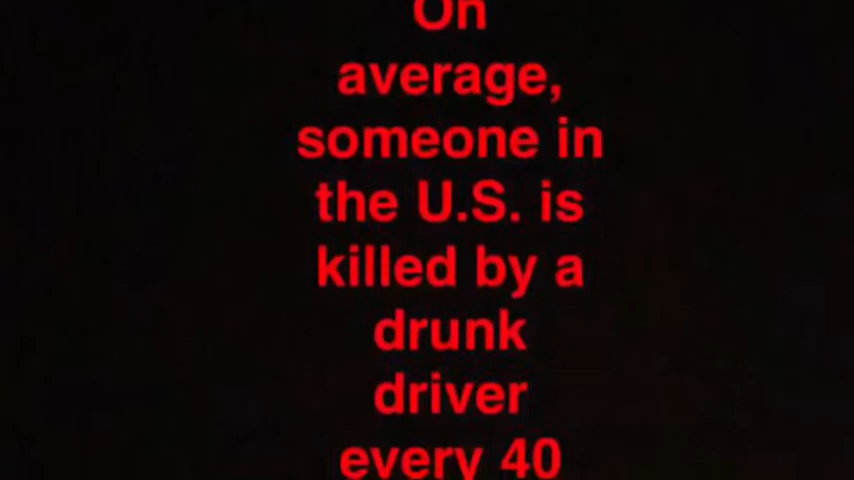 On
average,
someone in
the U.S. is
killed by a
drunk
driver
every 40